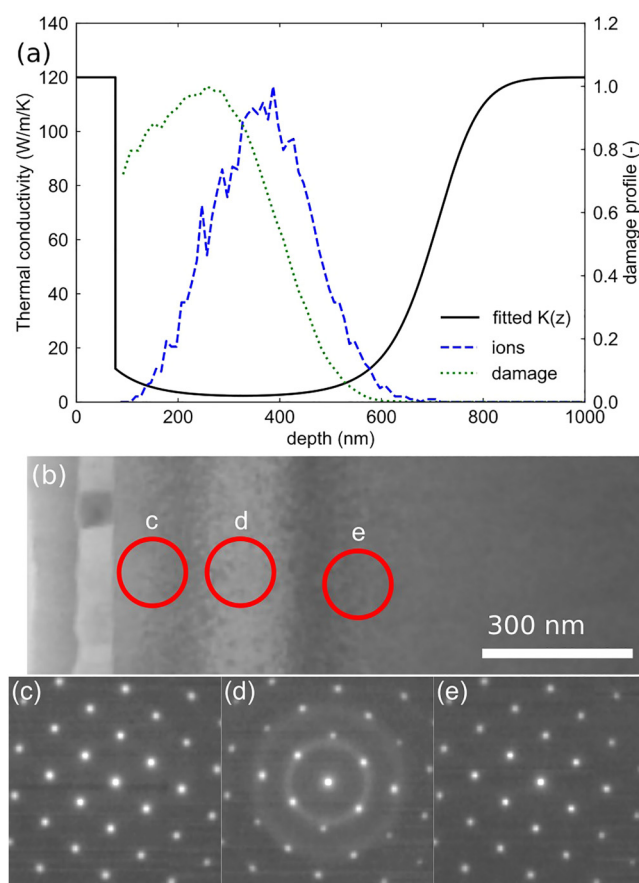 (a)
140
120
100
80
60
40
20
0
Thermal conductivity (W/m/K)
1.2
1.0
0.8
0.6
0.4
0.2
0.0
damage profile (-)
fitted K(z)
ions
damage
0 200 400 600 800 1000
depth (nm)
(b)
c d e
300 nm
(c) (d) (e)